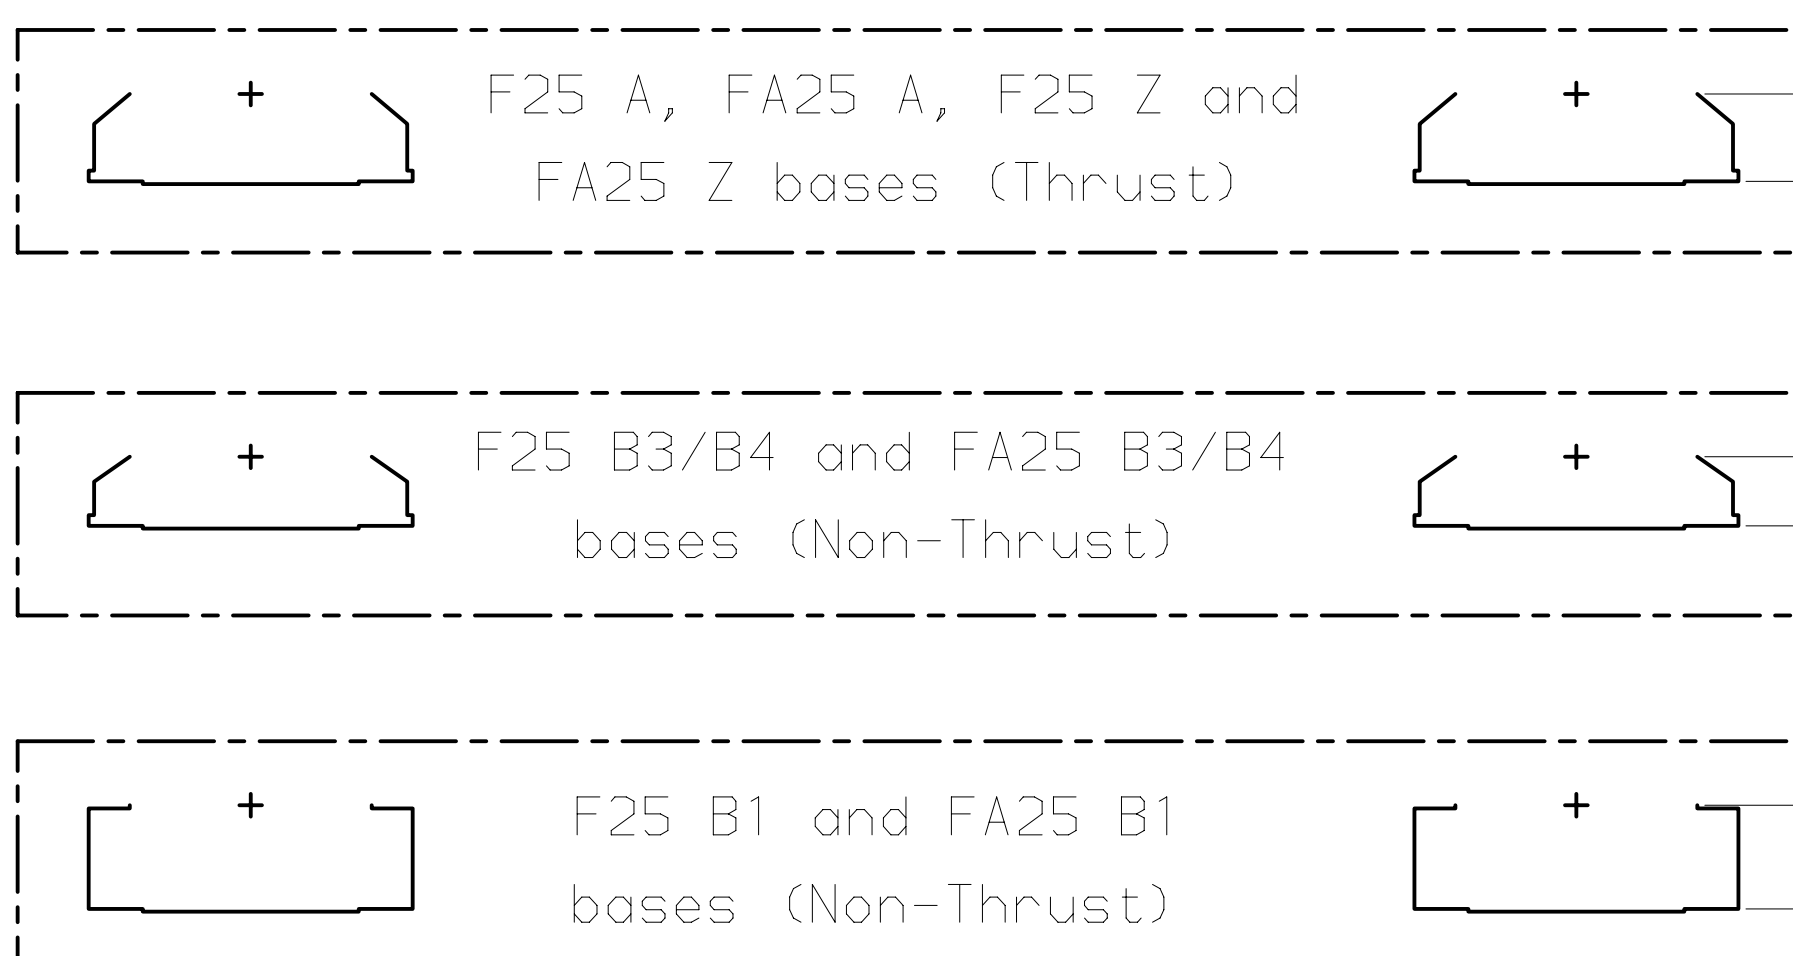 F25 A, FA25 A, F25 Z and
FA25 Z bases (Thrust)
F25 B3/B4 and FA25 B3/B4
bases (Non-Thrust)
F25 B1 and FA25 B1
bases (Non-Thrust)